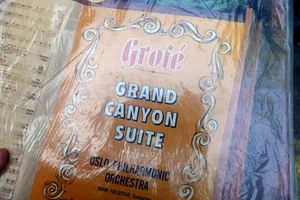 Grofé
GRAND
CANYON
SUITE
OSLO PHILHARMONIC
ORCHESTRA